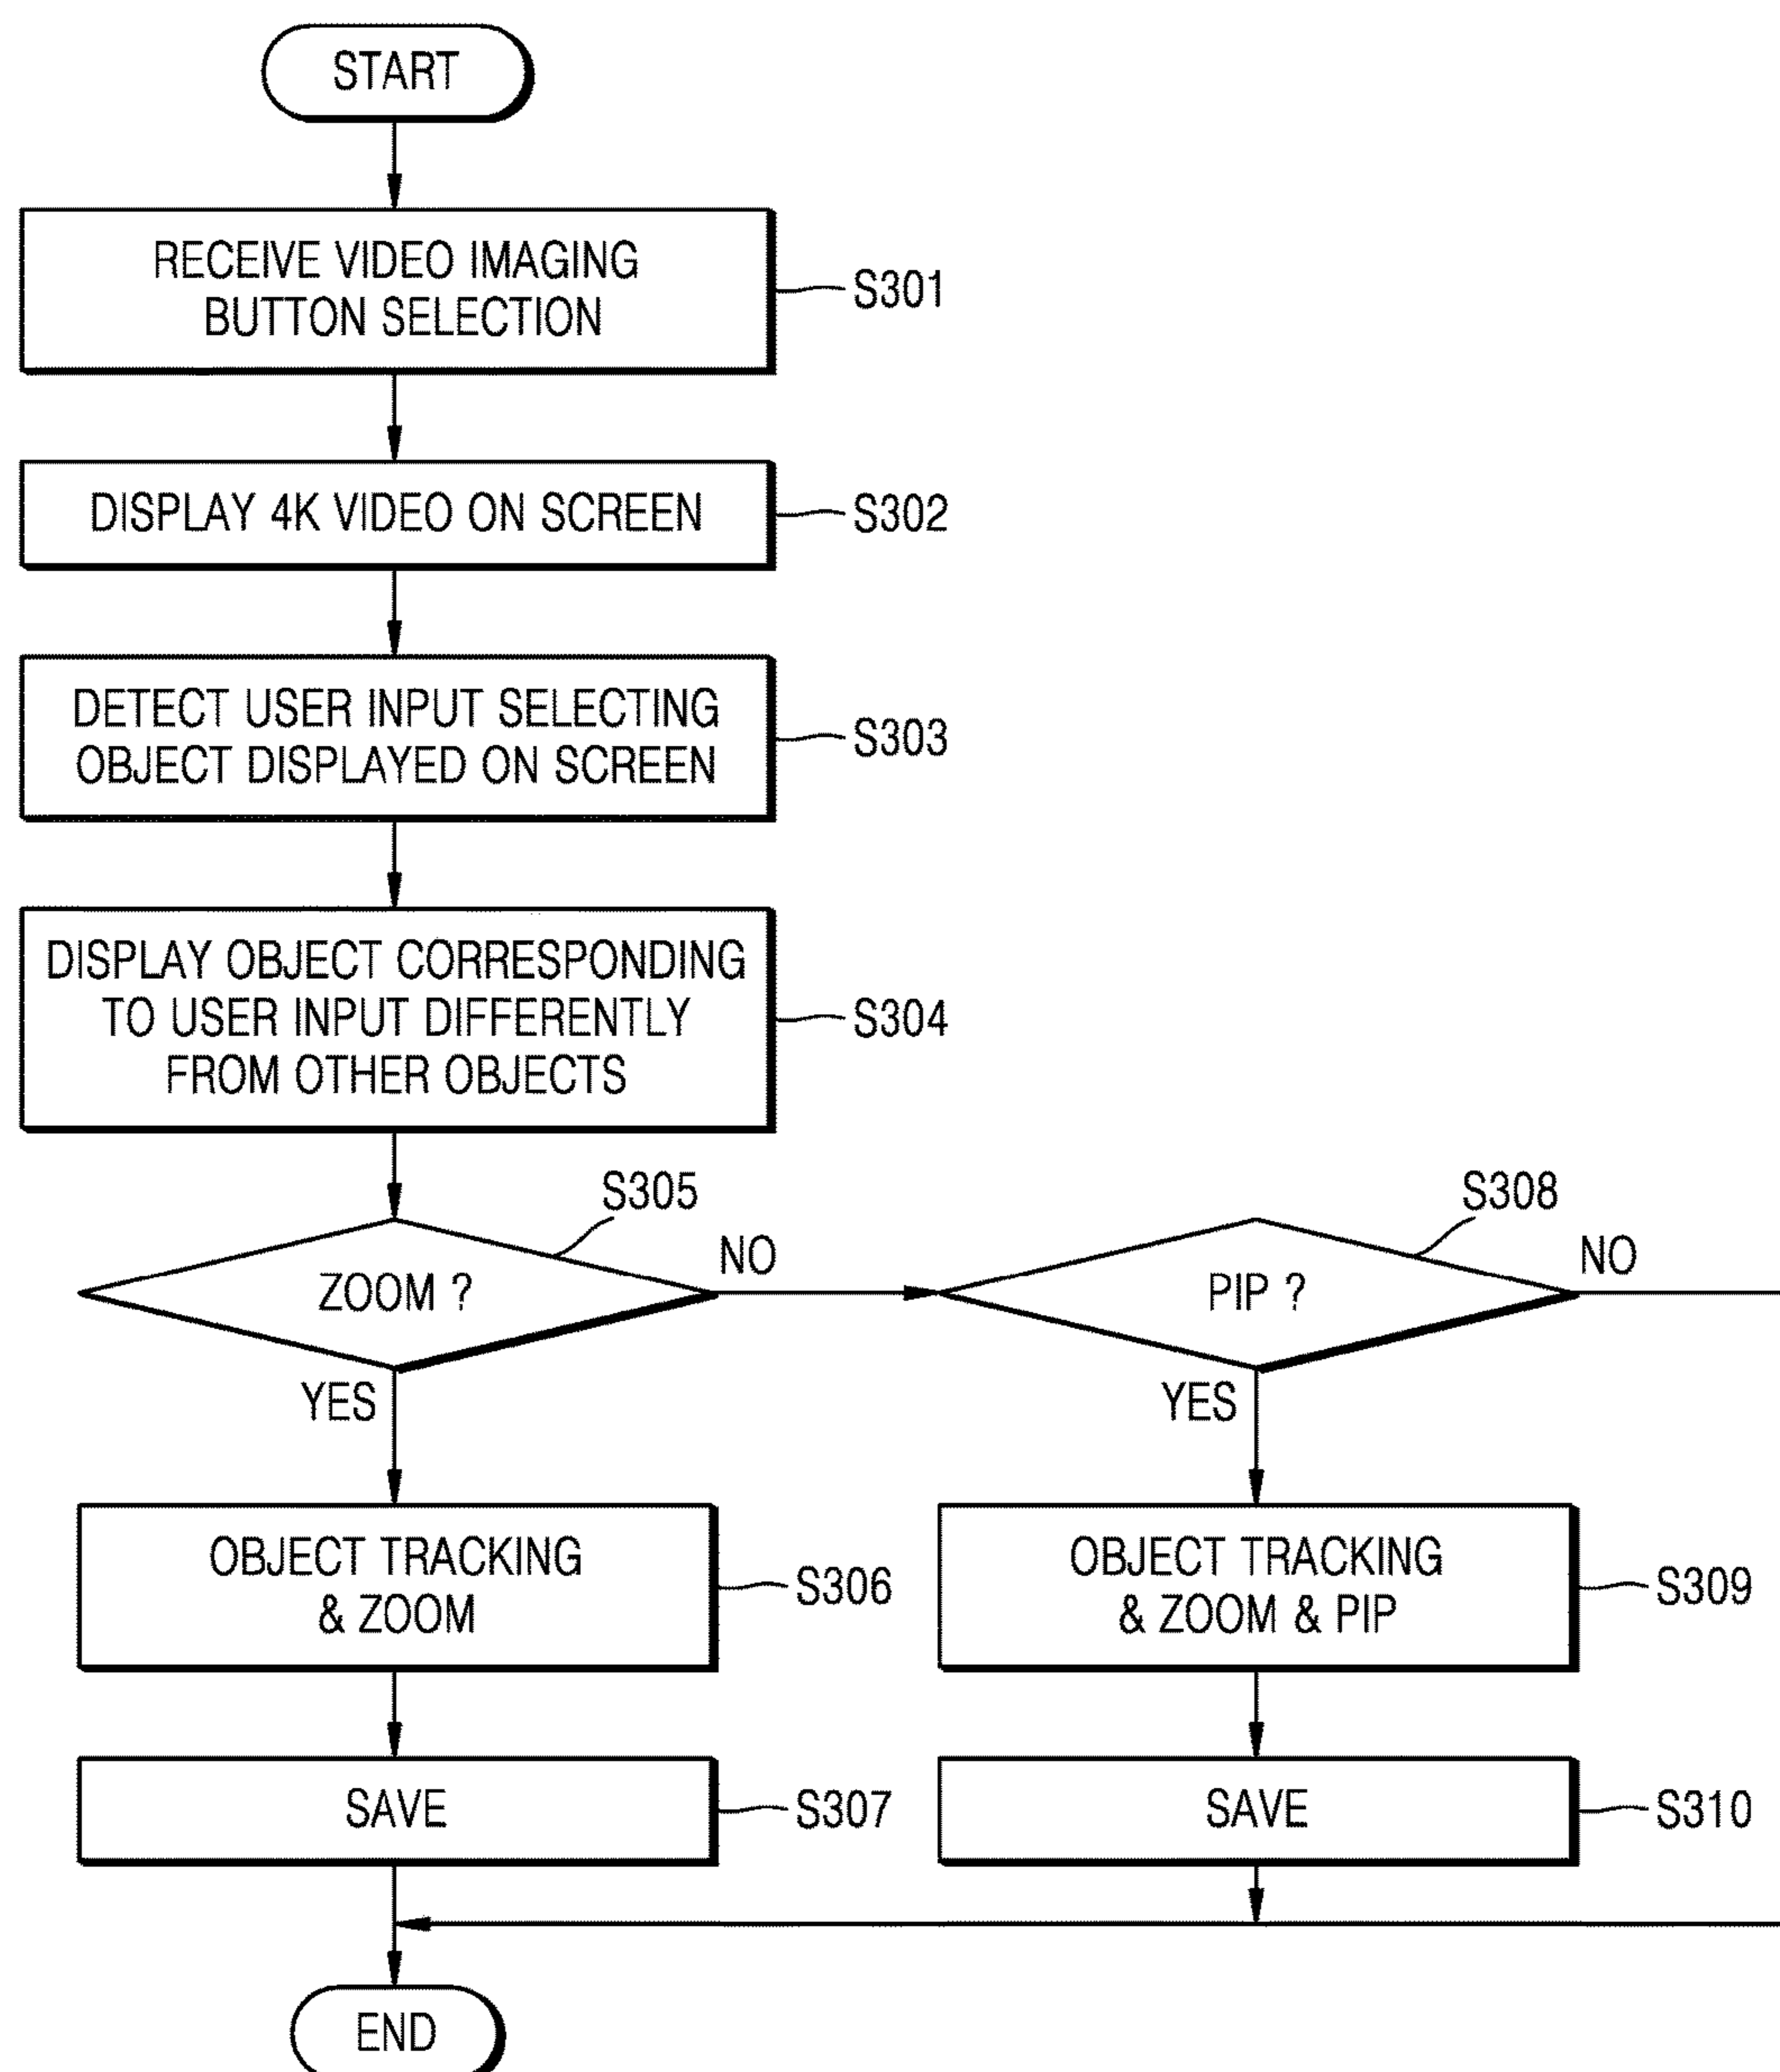 START
RECEIVE VIDEO IMAGING
BUTTON SELECTION
S301
DISPLAY 4K VIDEO ON SCREEN
S302
DETECT USER INPUT SELECTING
OBJECT DISPLAYED ON SCREEN
S303
DISPLAY OBJECT CORRESPONDING
TO USER INPUT DIFFERENTLY
FROM OTHER OBJECTS
S304
S305
ZOOM ?
NO
YES
S308
PIP ?
NO
YES
OBJECT TRACKING
& ZOOM
S306
OBJECT TRACKING
& ZOOM & PIP
S309
SAVE
S307
SAVE
S310
END